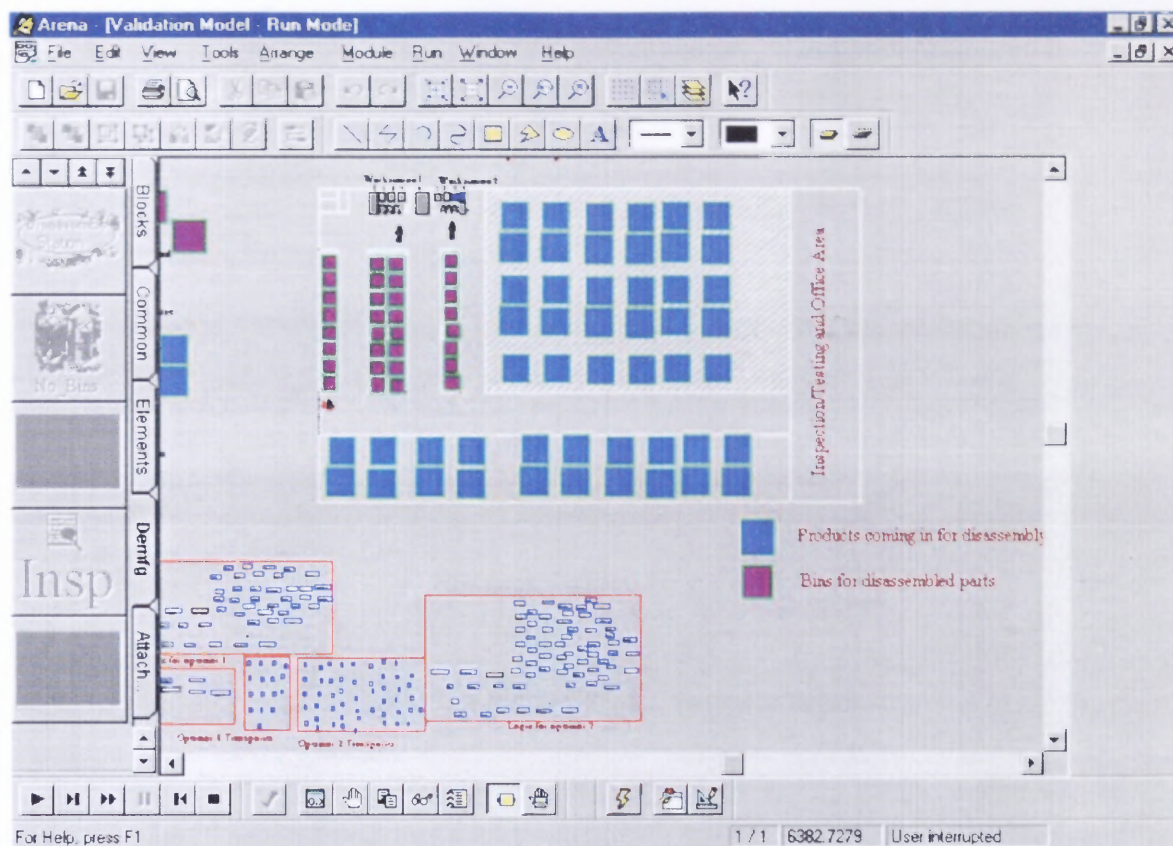 Arena - [Validation Model - Run Mode]
File Edit View Tools Arrange Module Run Window Help
A
Blocks
Common
Elements
Demfg
Attach
No Bins
Insp
Inspection,Testing and Office Area
Products coming in for disassembly
Bins for disassembled parts
For Help, press F1
1 / 1
6382.7279
User interrupted